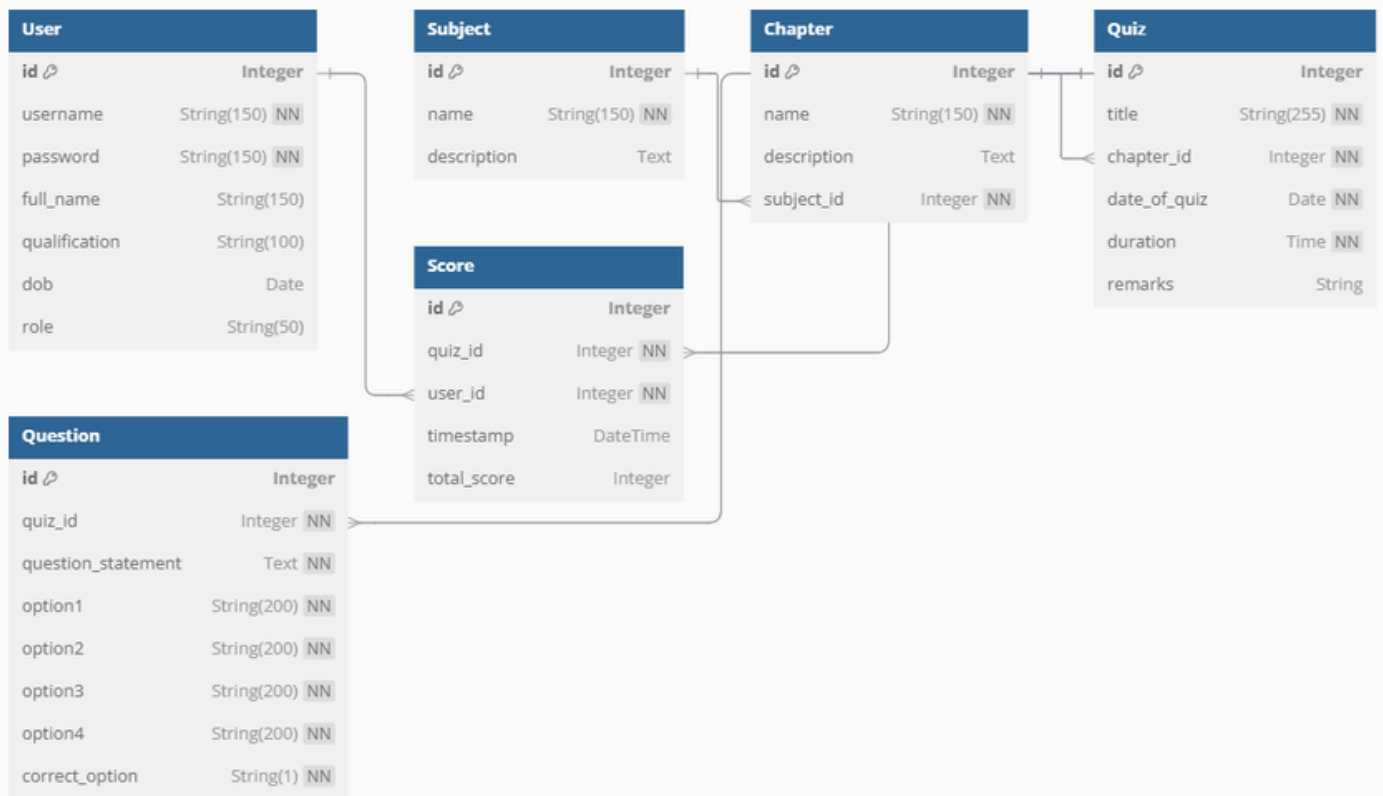 User
id Integer
username String(150) NN
password String(150) NN
full_name String(150)
qualification String(100)
dob Date
role String(50)
Subject
id Integer
name String(150) NN
description Text
Chapter
id Integer
name String(150) NN
description Text
subject_id Integer NN
Quiz
id Integer
title String(255) NN
chapter_id Integer NN
date_of_quiz Date NN
duration Time NN
remarks String
Score
id Integer
quiz_id Integer NN
user_id Integer NN
timestamp DateTime
total_score Integer
Question
id Integer
quiz_id Integer NN
question_statement Text NN
option1 String(200) NN
option2 String(200) NN
option3 String(200) NN
option4 String(200) NN
correct_option String(1) NN